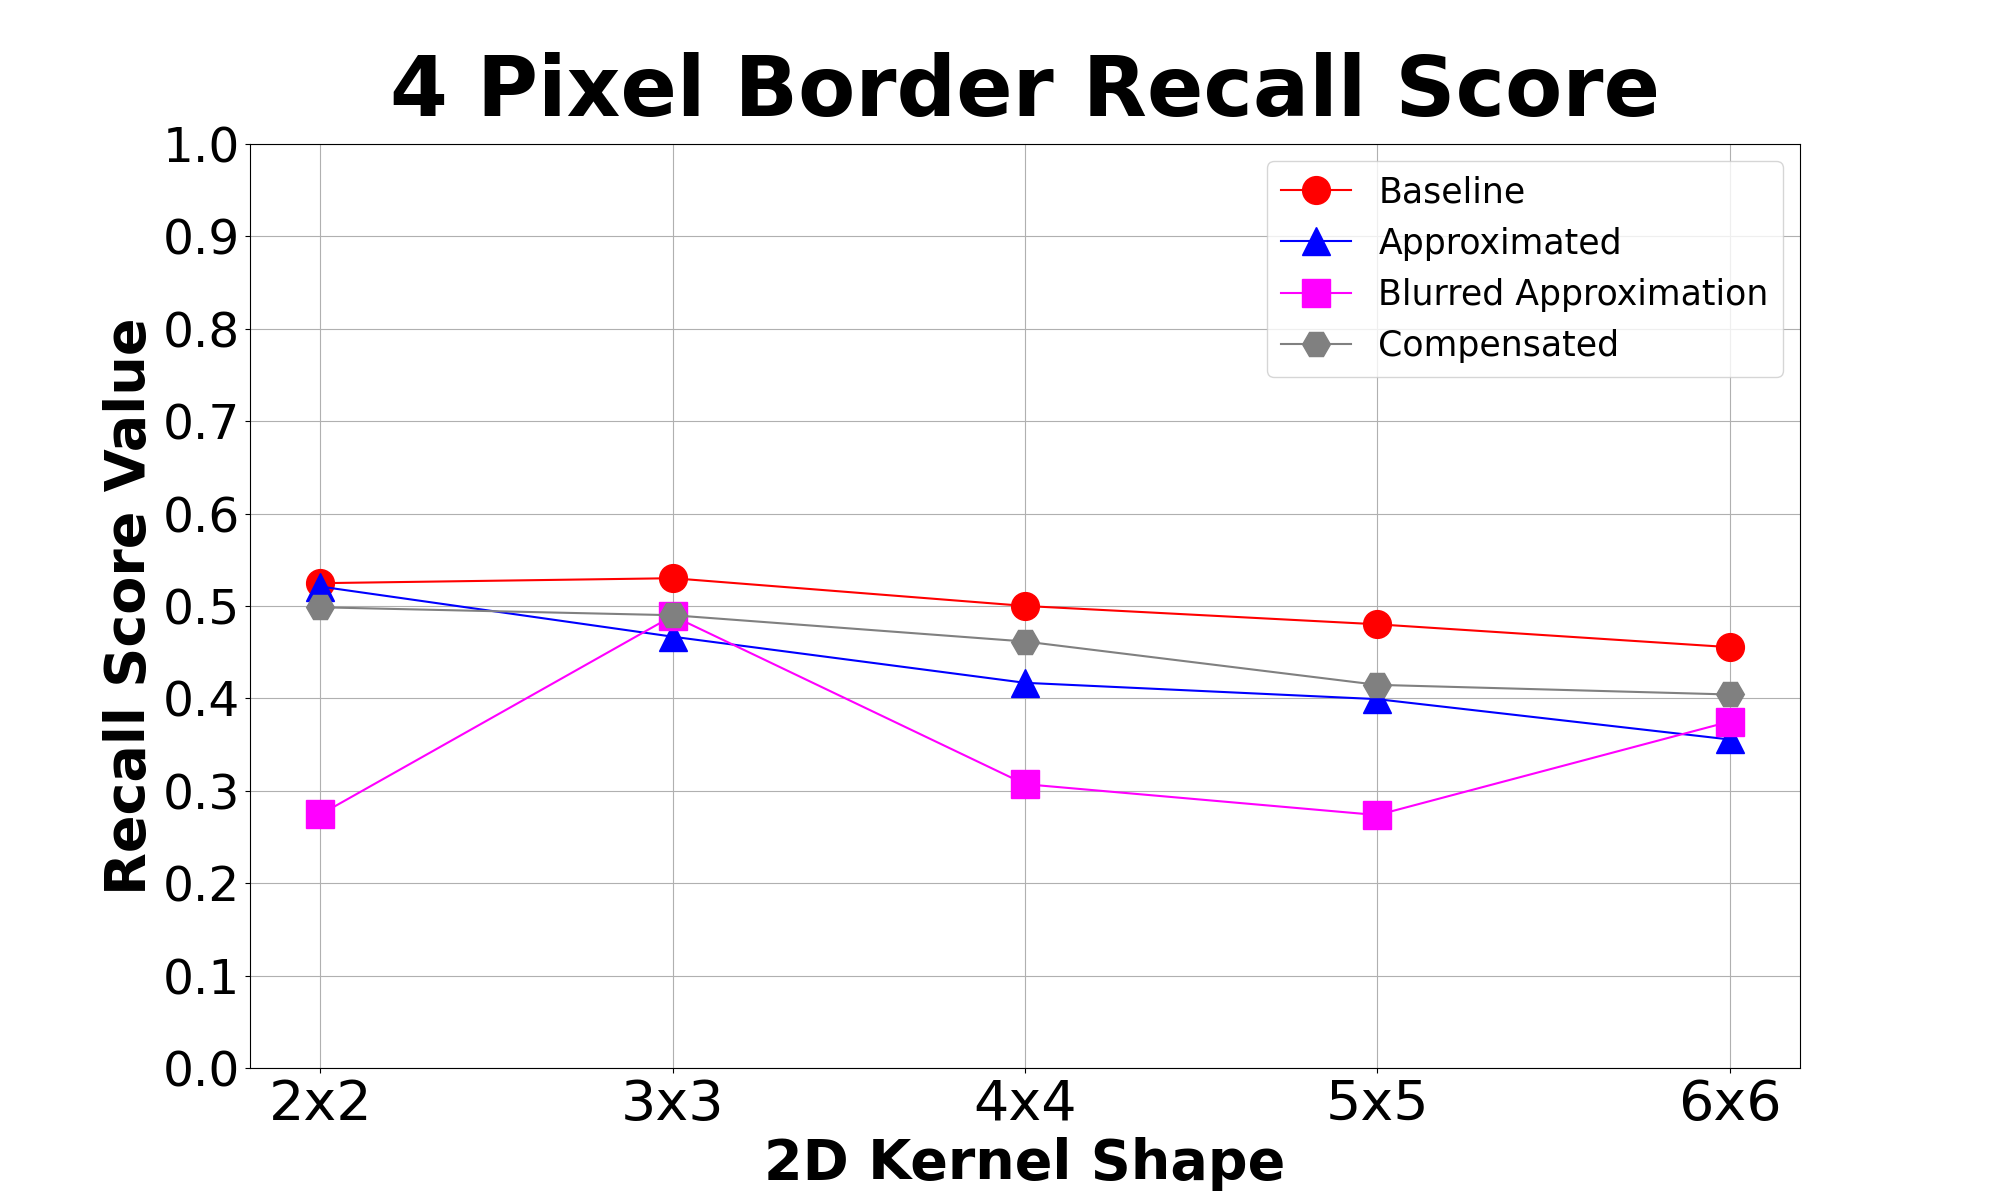 4 Pixel Border Recall Score
1.0
0.9
0.8
0.7
0.6
0.5
0.4
0.3
0.2
0.1
0.0
Recall Score Value
Baseline
Approximated
Blurred Approximation
Compensated
2x2 3x3 4x4 5x5 6x6
2D Kernel Shape